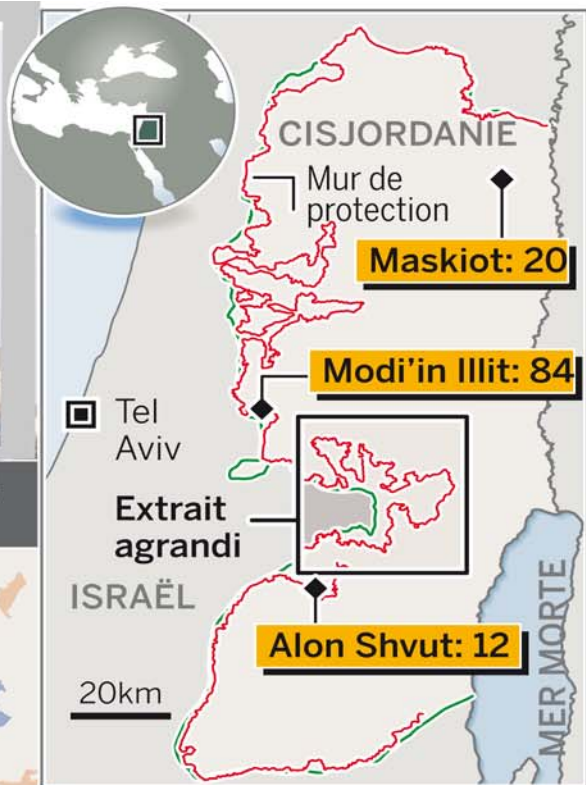 CISJORDANIE
Mur de
protection
Maskiot: 20
Modi'in Illit: 84
Tel
Aviv
Extrait
agrandi
ISRAËL
Alon Shvut: 12
20km
MER MORTE